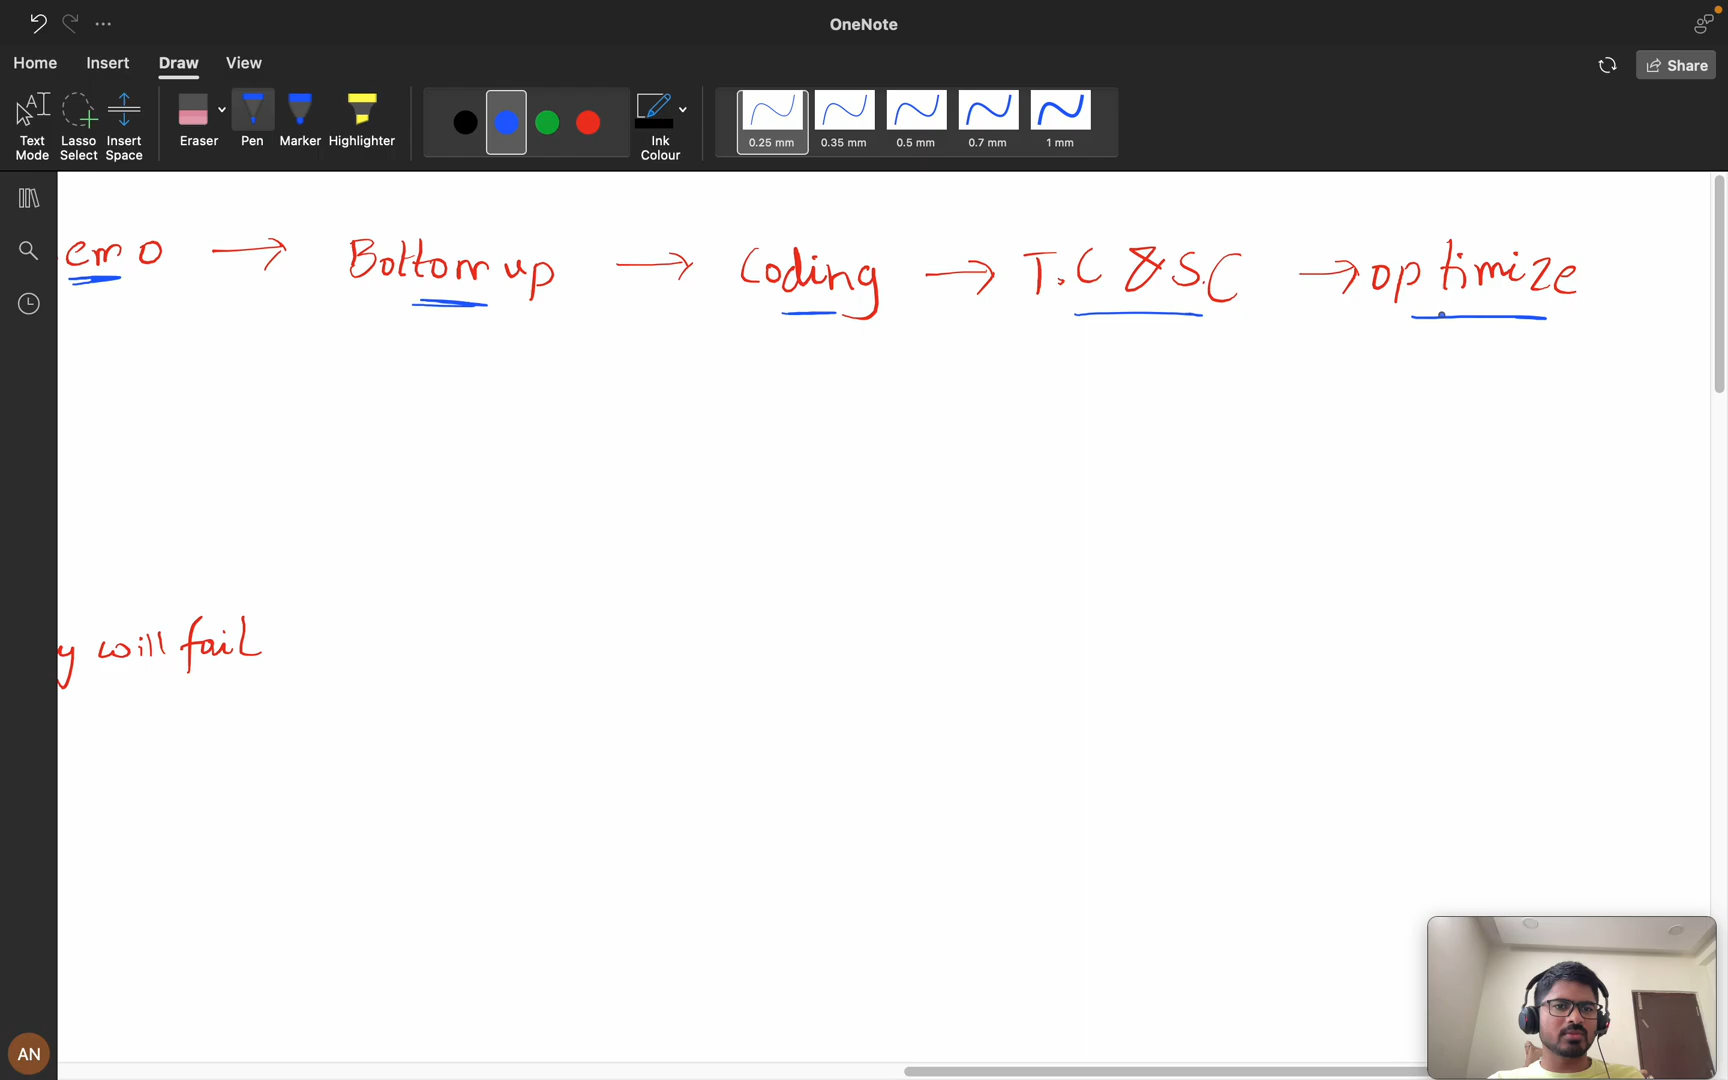 OneNote
Home Insert Draw View
Share
Text Mode
Lasso Select
Insert Space
Eraser
Pen
Marker
Highlighter
Ink Colour
0.25 mm
0.35 mm
0.5 mm
0.7 mm
1 mm
emo → Bottom up → Coding → T.C & S.C → optimize
y will fail
AN